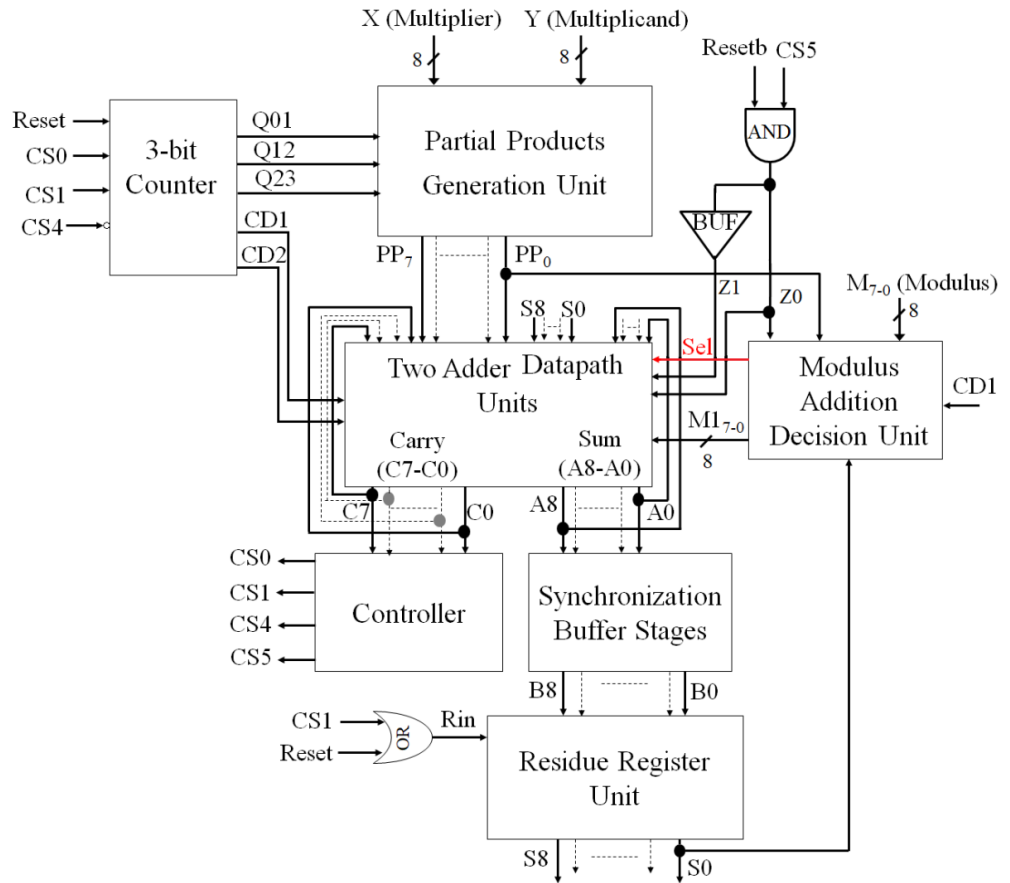 X (Multiplier) Y (Multiplicand)
8 8
Resetb CS5
Reset
CS0
CS1
CS4
3-bit
Counter
Q01
Q12
Q23
CD1
CD2
Partial Products
Generation Unit
AND
BUF
PP7 PP0
Z1 Z0
M7-0 (Modulus)
8
S8 S0
Sel
Two Adder Datapath
Units
Modulus
Addition
Decision Unit
CD1
M17-0
8
Carry
(C7-C0)
Sum
(A8-A0)
C7 C0 A8 A0
CS0
CS1
CS4
CS5
Controller
Synchronization
Buffer Stages
B8 B0
CS1
Reset
OR
Rin
Residue Register
Unit
S8 S0